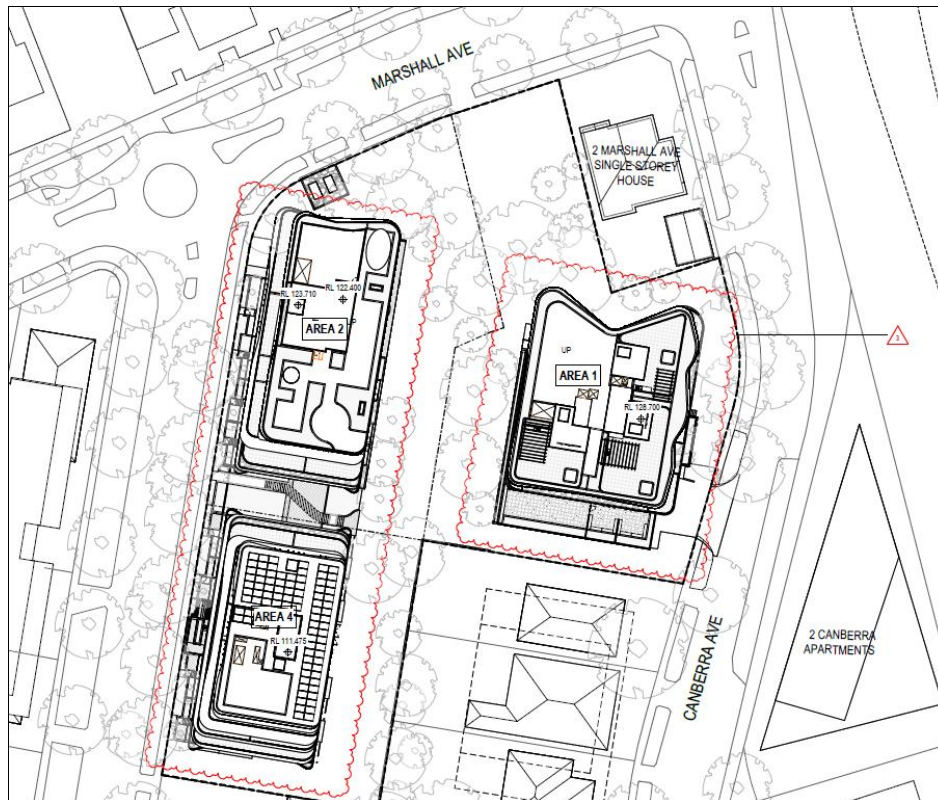 MARSHALL AVE
2 MARSHALL AVE
SINGLE STOREY
HOUSE
RL 122.400
RL 123.710
AREA 2
UP
AREA 1
RL 128.700
AREA 4
RL 111.475
CANBERRA AVE
2 CANBERRA
APARTMENTS